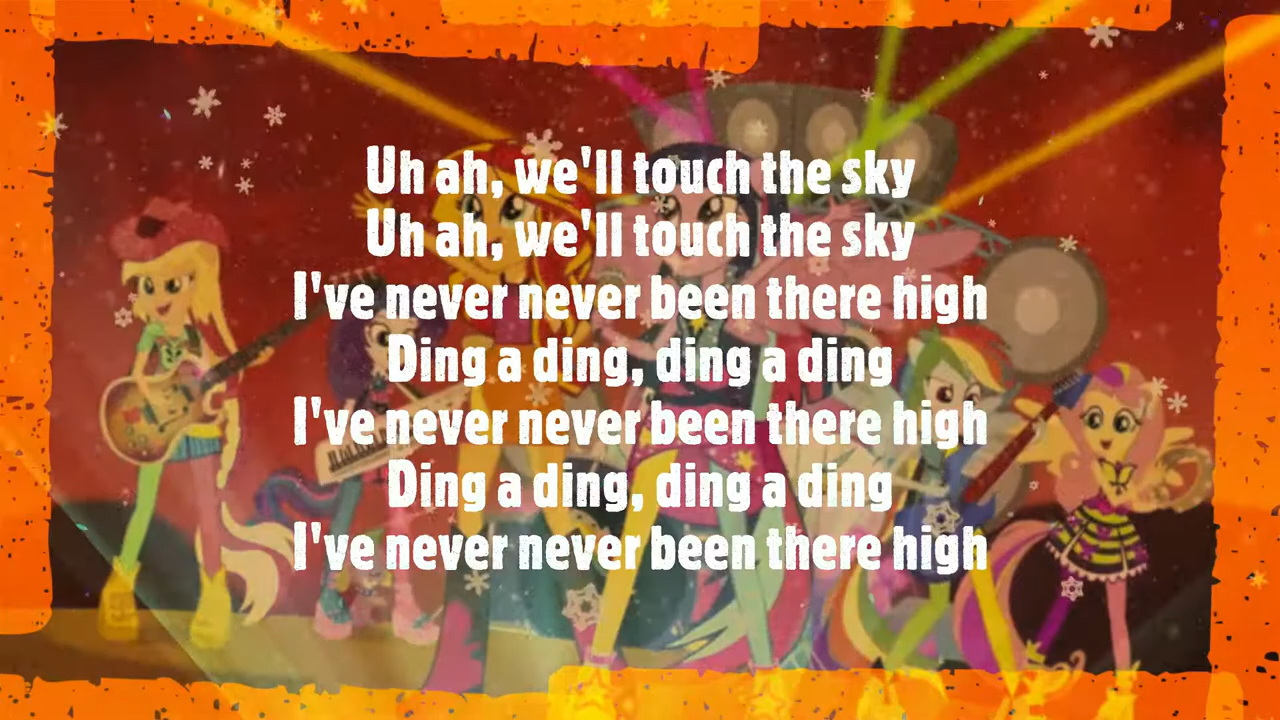 Uh ah, we'll touch the sky
Uh ah, we'll touch the sky
I've never never been there high
Ding a ding, ding a ding
I've never never been there high
Ding a ding, ding a ding
I've never never been there high